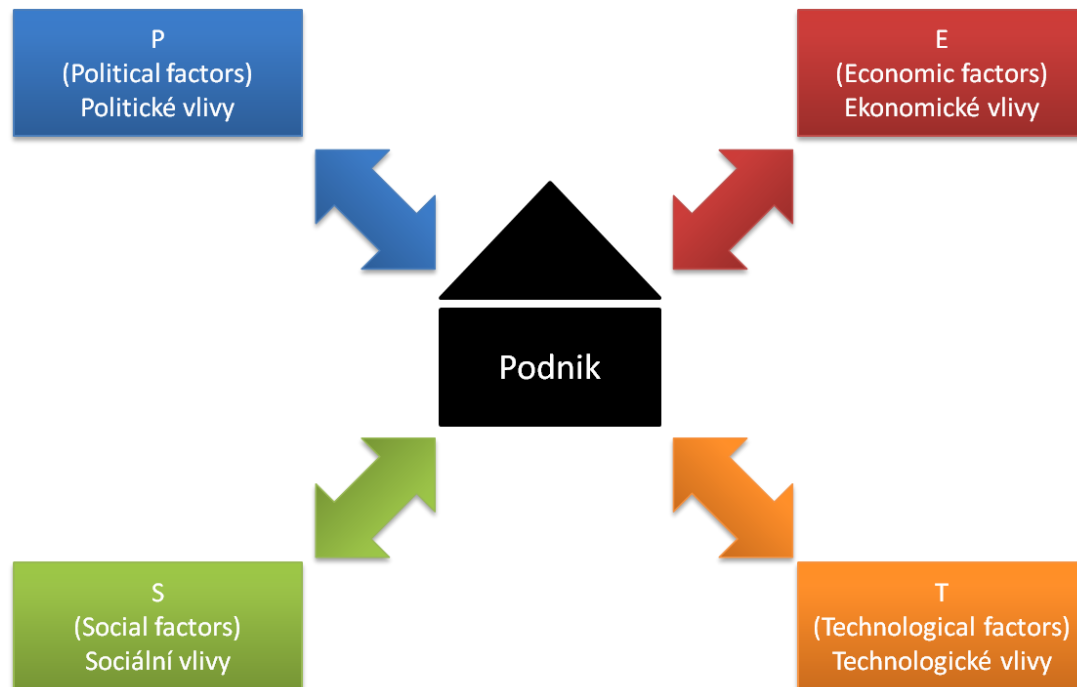 P
(Political factors)
Politické vlivy
E
(Economic factors)
Ekonomické vlivy
Podnik
S
(Social factors)
Sociální vlivy
T
(Technological factors)
Technologické vlivy